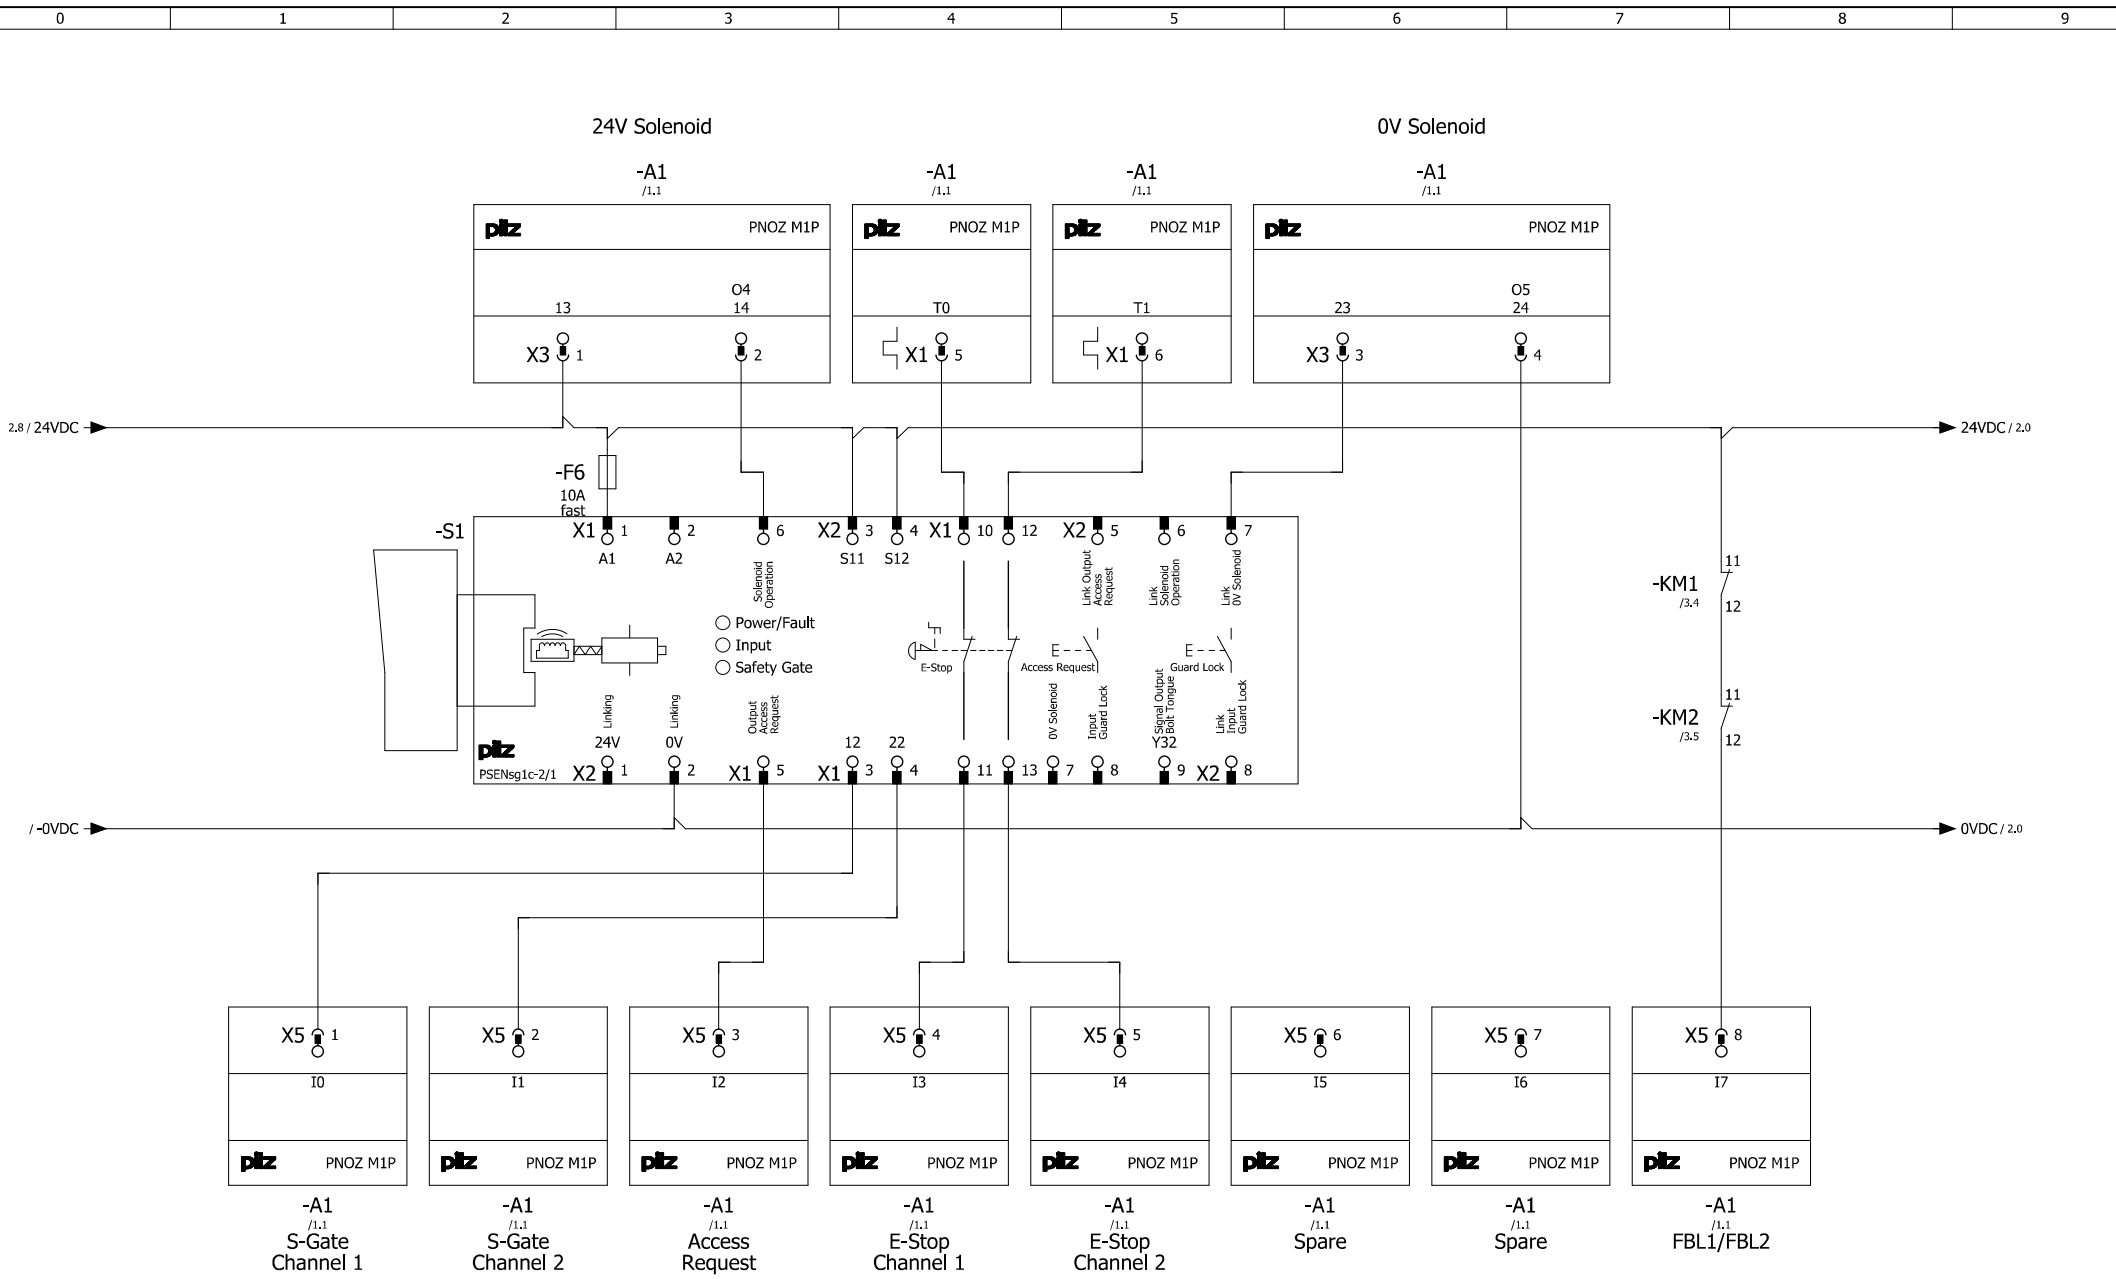 0 1 2 3 4 5 6 7 8 9
24V Solenoid
0V Solenoid
-A1
/1.1
-A1
/1.1
-A1
/1.1
-A1
/1.1
pilz PNOZ M1P
pilz PNOZ M1P
pilz PNOZ M1P
pilz PNOZ M1P
O4
O5
13 14
T0
T1
23 24
X3 1 2
X1 5
X1 6
X3 3 4
2.8 / 24VDC
24VDC / 2.0
-F6
10A
fast
-S1
X1 1 2 6 X2 3 4 X1 10 12 X2 5 6 7
A1 A2 S11 S12
Solenoid
Operation
Link Output
Access
Request
Link
Solenoid
Operation
Link
0V Solenoid
Power/Fault
Input
Safety Gate
E-Stop
Access Request
Guard Lock
Linking
Linking
Output
Access
Request
0V Solenoid
Input
Guard Lock
Signal Output
Bolt Tongue
Link
Input
Guard Lock
24V 0V 12 22 Y32
pilz
PSENsg1c-2/1
X2 1 2 X1 5 X1 3 4 11 13 7 8 9 X2 8
-KM1
/3.4
11
12
-KM2
/3.5
11
12
/ -0VDC
0VDC / 2.0
X5 1
X5 2
X5 3
X5 4
X5 5
X5 6
X5 7
X5 8
I0
I1
I2
I3
I4
I5
I6
I7
pilz PNOZ M1P
pilz PNOZ M1P
pilz PNOZ M1P
pilz PNOZ M1P
pilz PNOZ M1P
pilz PNOZ M1P
pilz PNOZ M1P
pilz PNOZ M1P
-A1
/1.1
S-Gate
Channel 1
-A1
/1.1
S-Gate
Channel 2
-A1
/1.1
Access
Request
-A1
/1.1
E-Stop
Channel 1
-A1
/1.1
E-Stop
Channel 2
-A1
/1.1
Spare
-A1
/1.1
Spare
-A1
/1.1
FBL1/FBL2